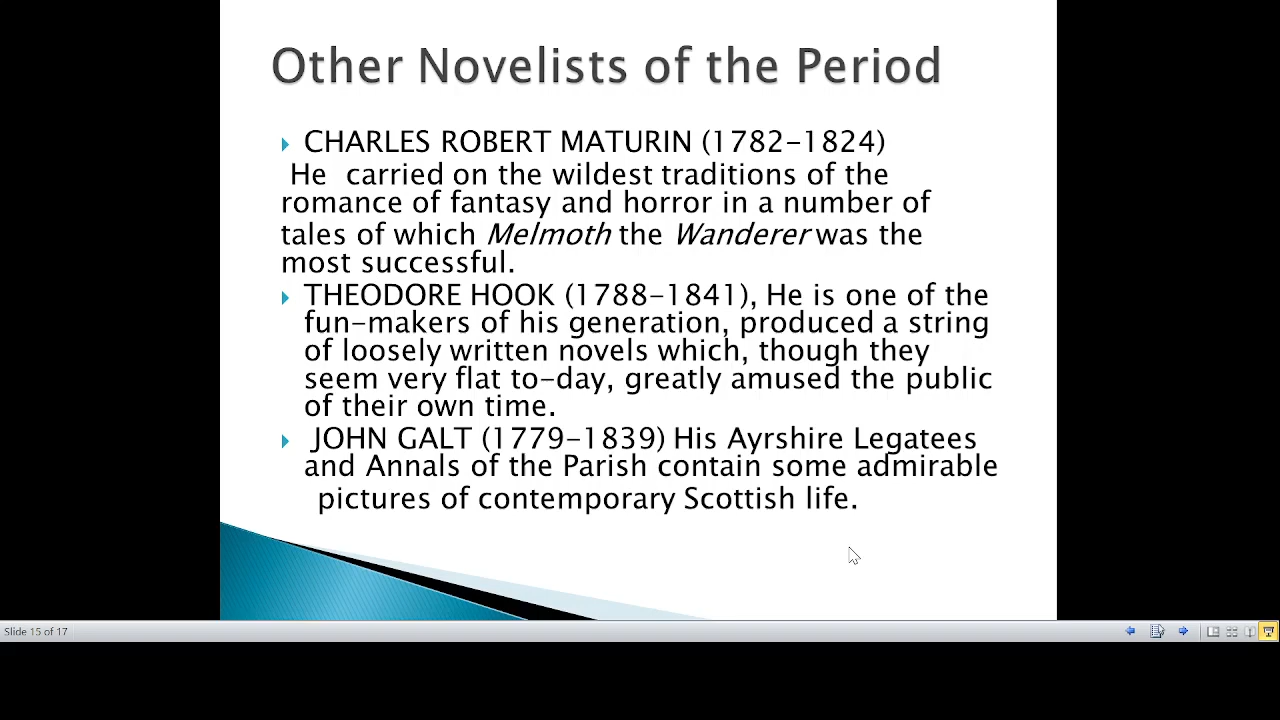 Other Novelists of the Period
CHARLES ROBERT MATURIN (1782-1824)
He carried on the wildest traditions of the
romance of fantasy and horror in a number of
tales of which Melmoth the Wanderer was the
most successful.
THEODORE HOOK (1788-1841), He is one of the
fun-makers of his generation, produced a string
of loosely written novels which, though they
seem very flat to-day, greatly amused the public
of their own time.
JOHN GALT (1779-1839) His Ayrshire Legatees
and Annals of the Parish contain some admirable
pictures of contemporary Scottish life.
Slide 15 of 17